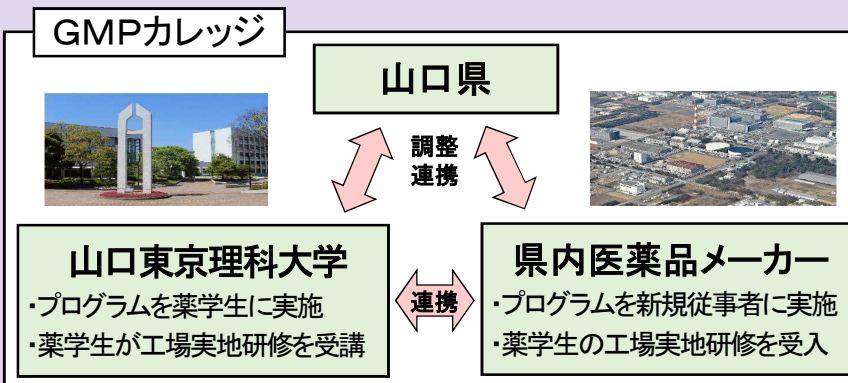 GMPカレッジ
山口県
調整
連携
山口東京理科大学
・プログラムを薬学生に実施
・薬学生が工場実地研修を受講
連携
県内医薬品メーカー
・プログラムを新規従事者に実施
・薬学生の工場実地研修を受入